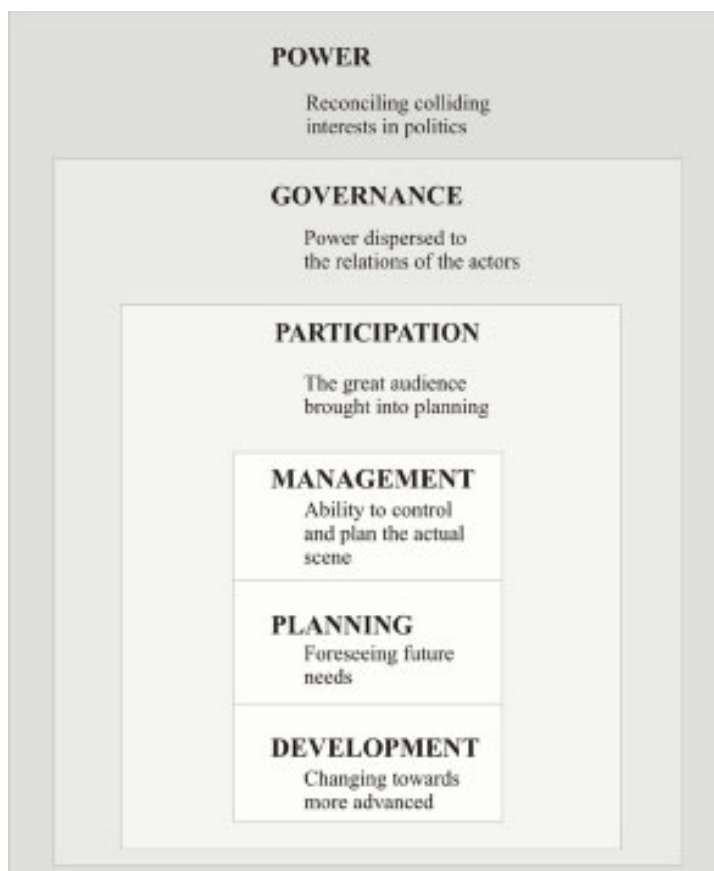 POWER
Reconciling colliding
interests in politics
GOVERNANCE
Power dispersed to
the relations of the actors
PARTICIPATION
The great audience
brought into planning
MANAGEMENT
Ability to control
and plan the actual
scene
PLANNING
Foreseeing future
needs
DEVELOPMENT
Changing towards
more advanced